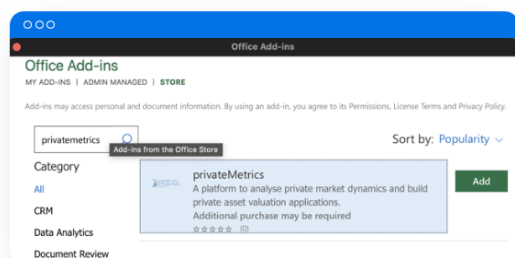 Office Add-ins
Office Add-ins
MY ADD-INS | ADMIN MANAGED | STORE
Add-ins may access personal and document information. By using an add-in, you agree to its Permissions, License Terms and Privacy Policy.
privatemetrics
Sort by: Popularity
Add-ins from the Office Store
Category
All
CRM
Data Analytics
Document Review
privateMetrics
A platform to analyse private market dynamics and build
private asset valuation applications.
Additional purchase may be required
(0)
Add